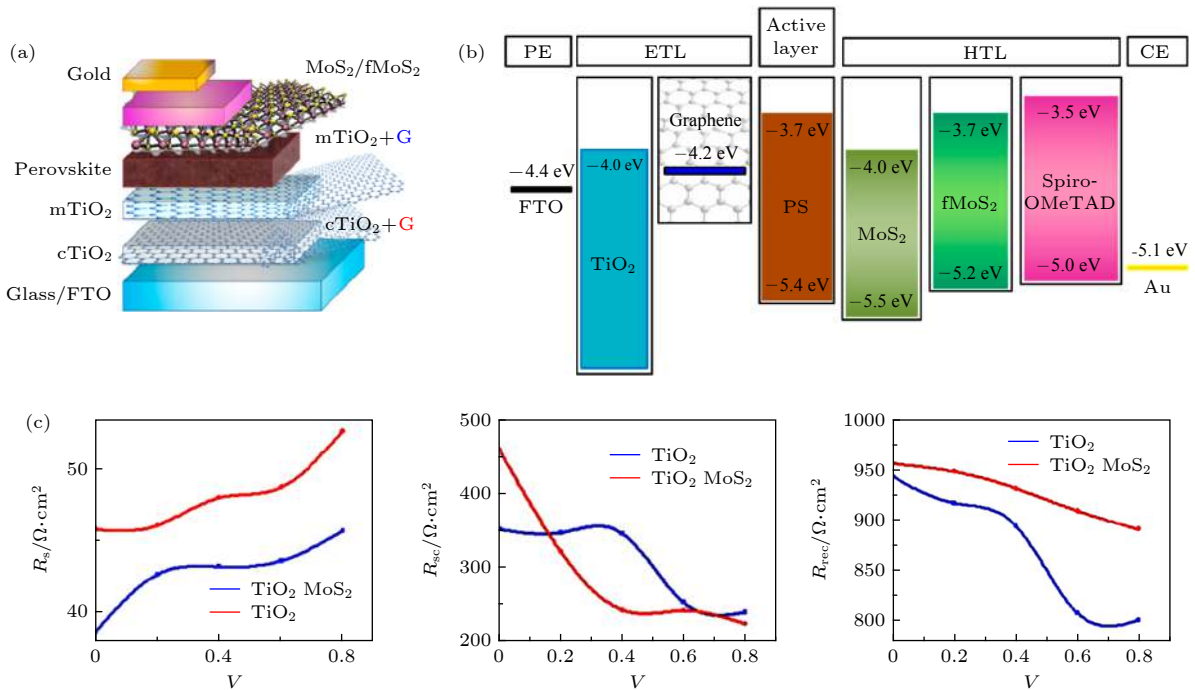 (a)
Gold
MoS₂/fMoS₂
mTiO₂+G
Perovskite
mTiO₂
cTiO₂+G
cTiO₂
Glass/FTO
(b)
PE
ETL
Active
layer
HTL
CE
−4.4 eV
FTO
−4.0 eV
TiO₂
Graphene
−4.2 eV
−3.7 eV
PS
−5.4 eV
−4.0 eV
MoS₂
−5.5 eV
−3.7 eV
fMoS₂
−5.2 eV
−3.5 eV
Spiro-
OMeTAD
−5.0 eV
-5.1 eV
Au
(c)
Rₛ/Ω·cm²
50
40
38
TiO₂ MoS₂
TiO₂
0
0.4
0.8
V
R_sc/Ω·cm²
500
400
300
200
TiO₂
TiO₂ MoS₂
0
0.2
0.4
0.6
0.8
V
R_rec/Ω·cm²
1000
950
900
850
800
TiO₂
TiO₂ MoS₂
0
0.2
0.4
0.6
0.8
V